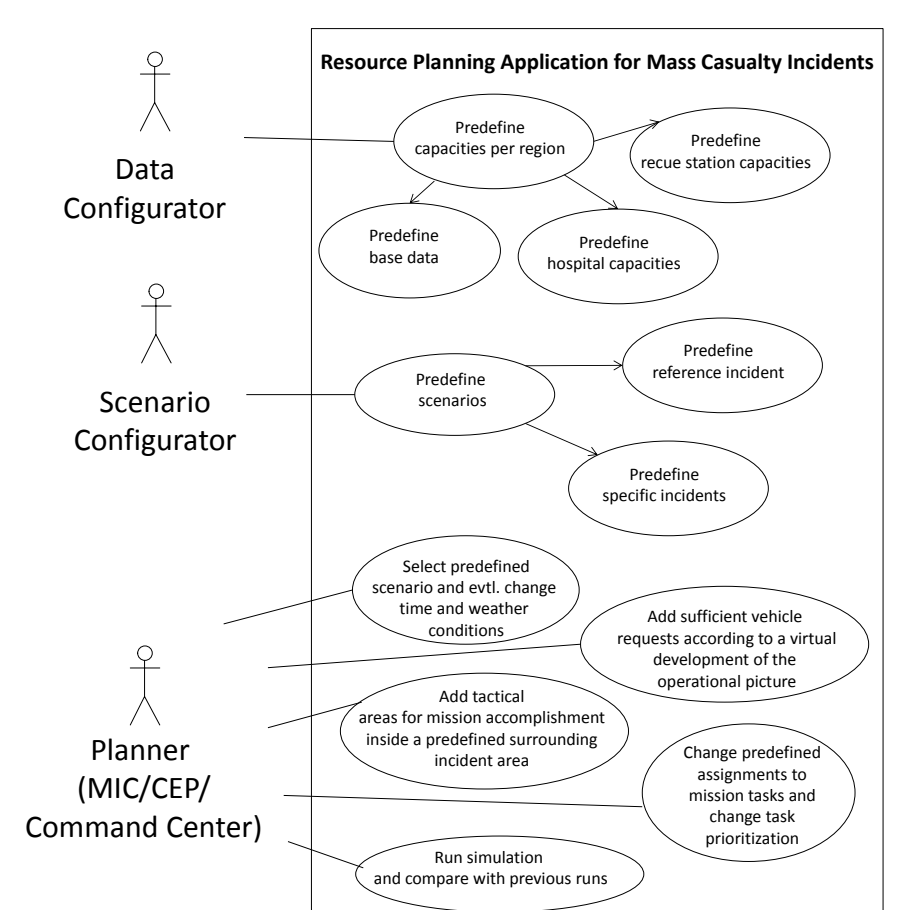 Resource Planning Application for Mass Casualty Incidents
Data
Configurator
Predefine
capacities per region
Predefine
recue station capacities
Predefine
base data
Predefine
hospital capacities
Scenario
Configurator
Predefine
scenarios
Predefine
reference incident
Predefine
specific incidents
Planner
(MIC/CEP/
Command Center)
Select predefined
scenario and evtl. change
time and weather
conditions
Add sufficient vehicle
requests according to a virtual
development of the
operational picture
Add tactical
areas for mission accomplishment
inside a predefined surrounding
incident area
Change predefined
assignments to
mission tasks and
change task
prioritization
Run simulation
and compare with previous runs